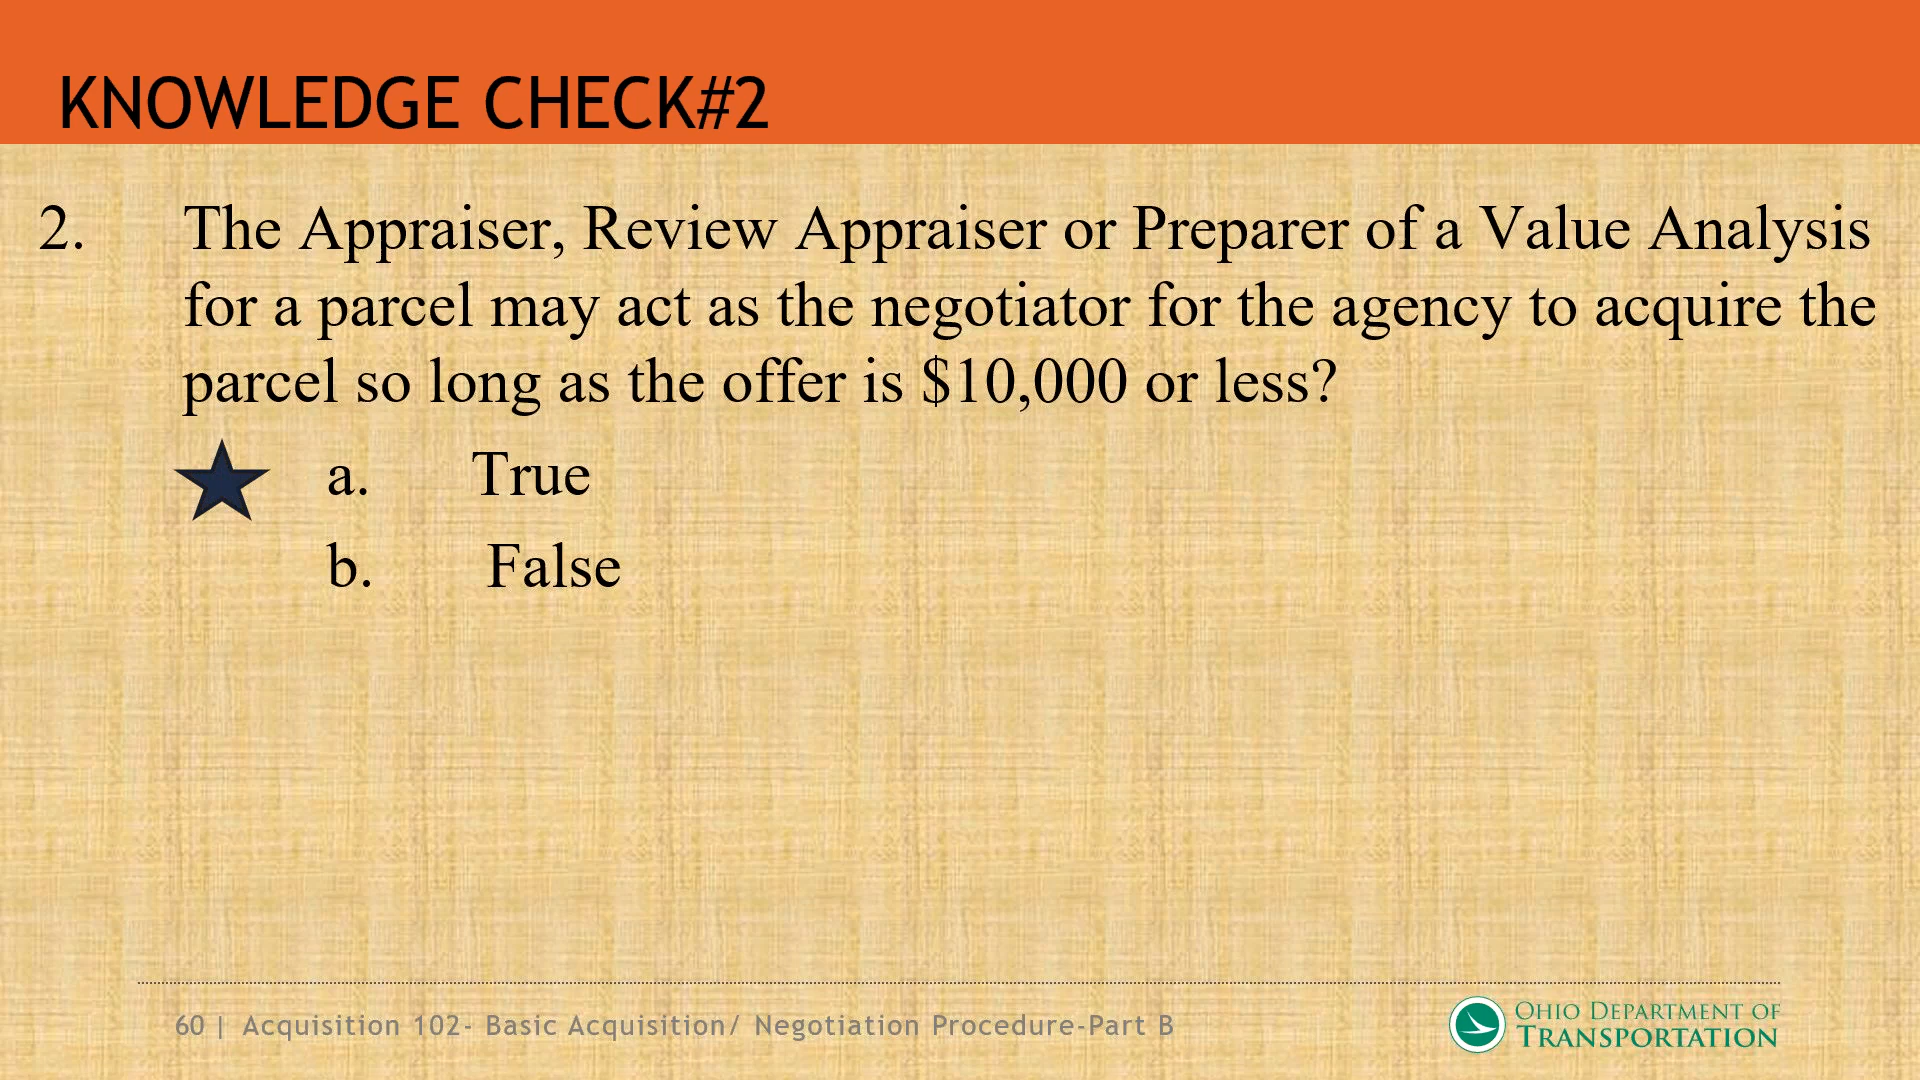 KNOWLEDGE CHECK#2
2. The Appraiser, Review Appraiser or Preparer of a Value Analysis
for a parcel may act as the negotiator for the agency to acquire the
parcel so long as the offer is $10,000 or less?
a. True
b. False
60 | Acquisition 102- Basic Acquisition/ Negotiation Procedure-Part B
OHIO DEPARTMENT OF
TRANSPORTATION